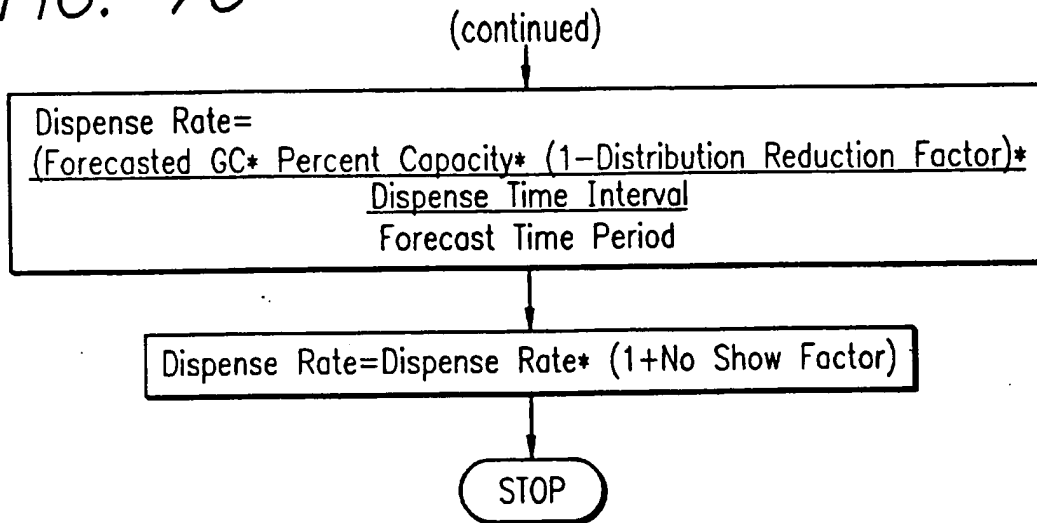 (continued)
Dispense Rate=
(Forecasted GC* Percent Capacity* (1-Distribution Reduction Factor)*
Dispense Time Interval
Forecast Time Period
Dispense Rate=Dispense Rate* (1+No Show Factor)
STOP